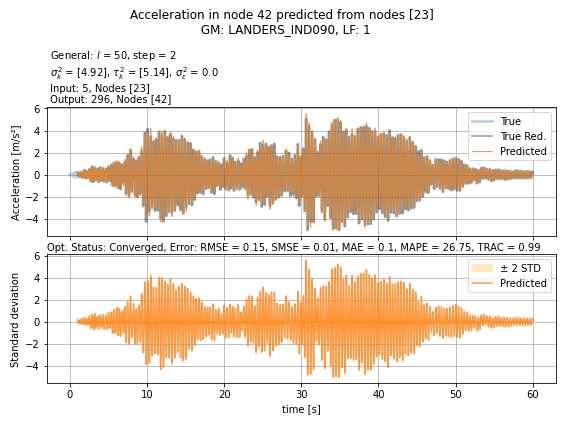 Acceleration in node 42 predicted from nodes [23]
GM: LANDERS_IND090, LF: 1
General: l = 50, step = 2
σ²ₖ = [4.92], τ²ₖ = [5.14], σ²ε = 0.0
Input: 5, Nodes [23]
Output: 296, Nodes [42]
6
4
2
0
−2
−4
Acceleration [m/s²]
True
True Red.
Predicted
Opt. Status: Converged, Error: RMSE = 0.15, SMSE = 0.01, MAE = 0.1, MAPE = 26.75, TRAC = 0.99
6
4
2
0
−2
−4
Standard deviation
± 2 STD
Predicted
0 10 20 30 40 50 60
time [s]